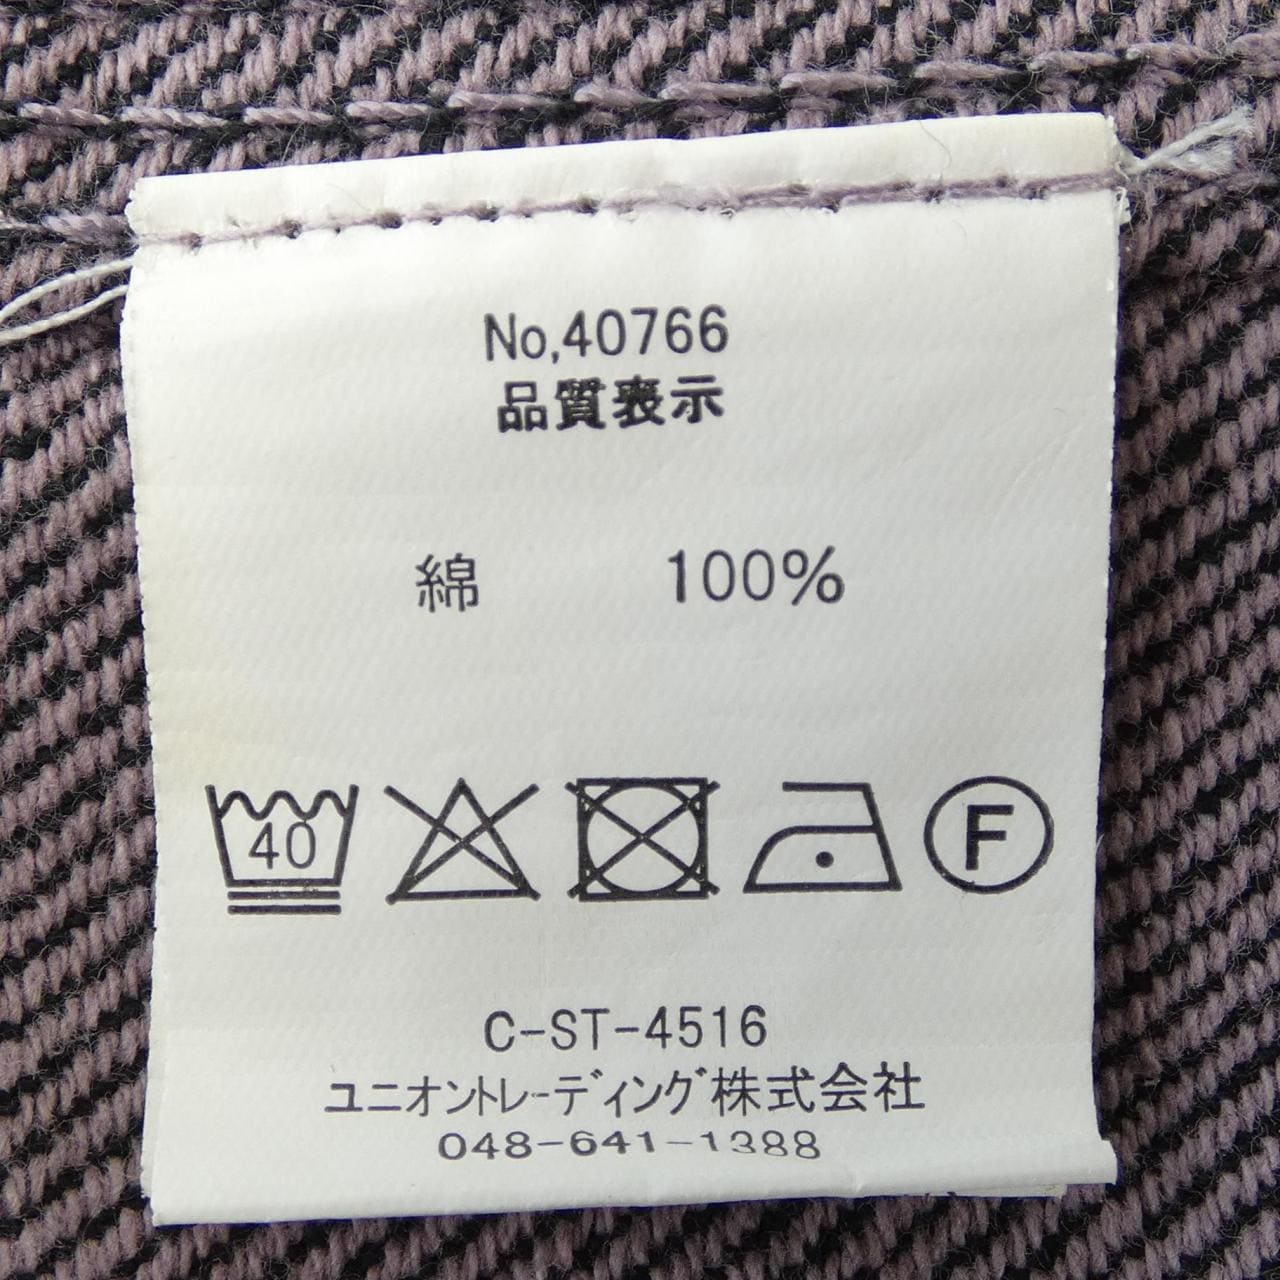 No,40766
品質表示
綿 100%
40 F
C-ST-4516
ユニオントレーディング株式会社
048-641-1388